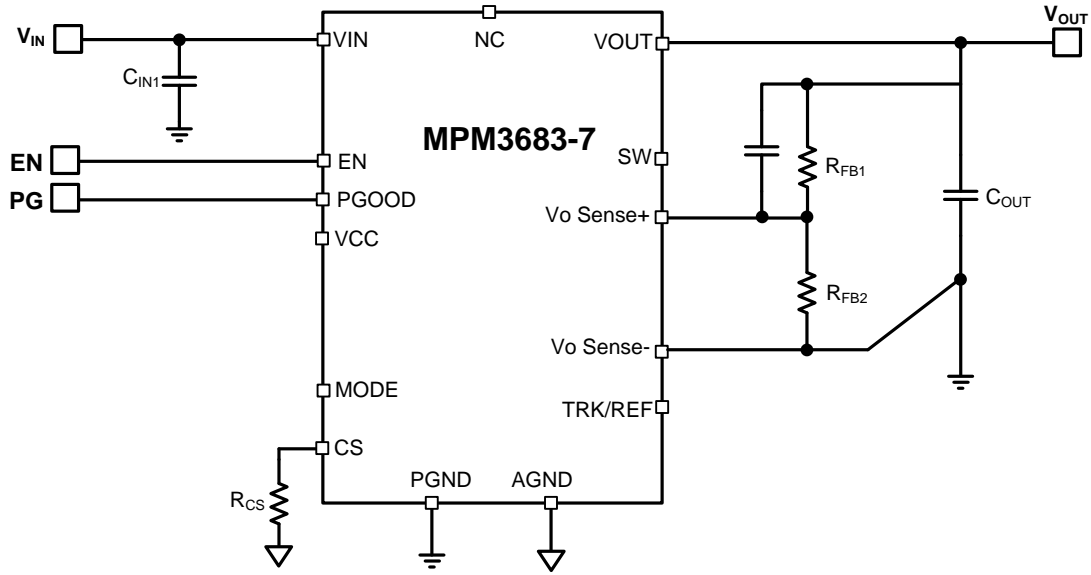 VIN
CIN1
EN
PG
VIN
NC
VOUT
MPM3683-7
EN
PGOOD
VCC
MODE
CS
RCS
PGND
AGND
SW
Vo Sense+
Vo Sense-
TRK/REF
RFB1
RFB2
COUT
VOUT